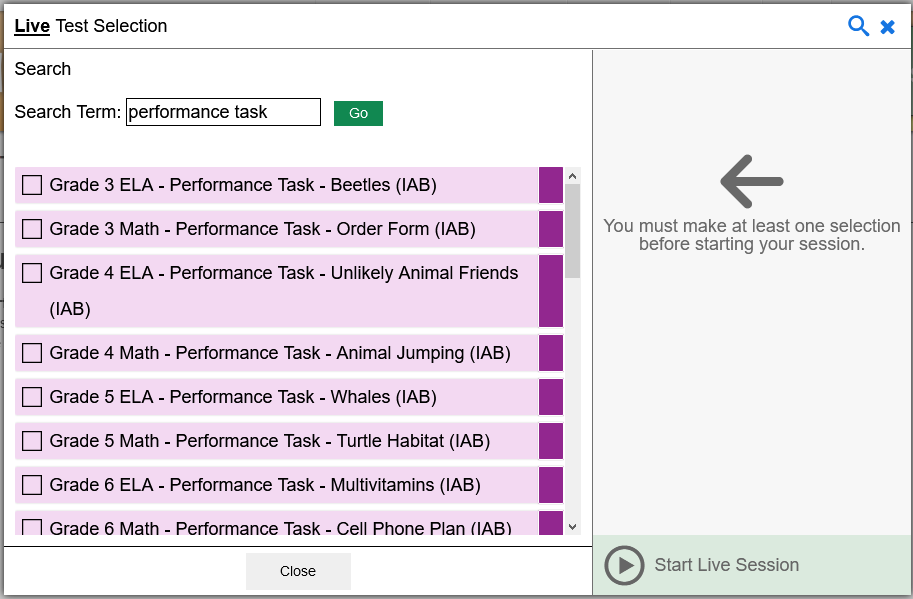 Live Test Selection
Search
Search Term: performance task Go
Grade 3 ELA - Performance Task - Beetles (IAB)
Grade 3 Math - Performance Task - Order Form (IAB)
Grade 4 ELA - Performance Task - Unlikely Animal Friends
(IAB)
Grade 4 Math - Performance Task - Animal Jumping (IAB)
Grade 5 ELA - Performance Task - Whales (IAB)
Grade 5 Math - Performance Task - Turtle Habitat (IAB)
Grade 6 ELA - Performance Task - Multivitamins (IAB)
Grade 6 Math - Performance Task - Cell Phone Plan (IAB)
Close
You must make at least one selection
before starting your session.
Start Live Session